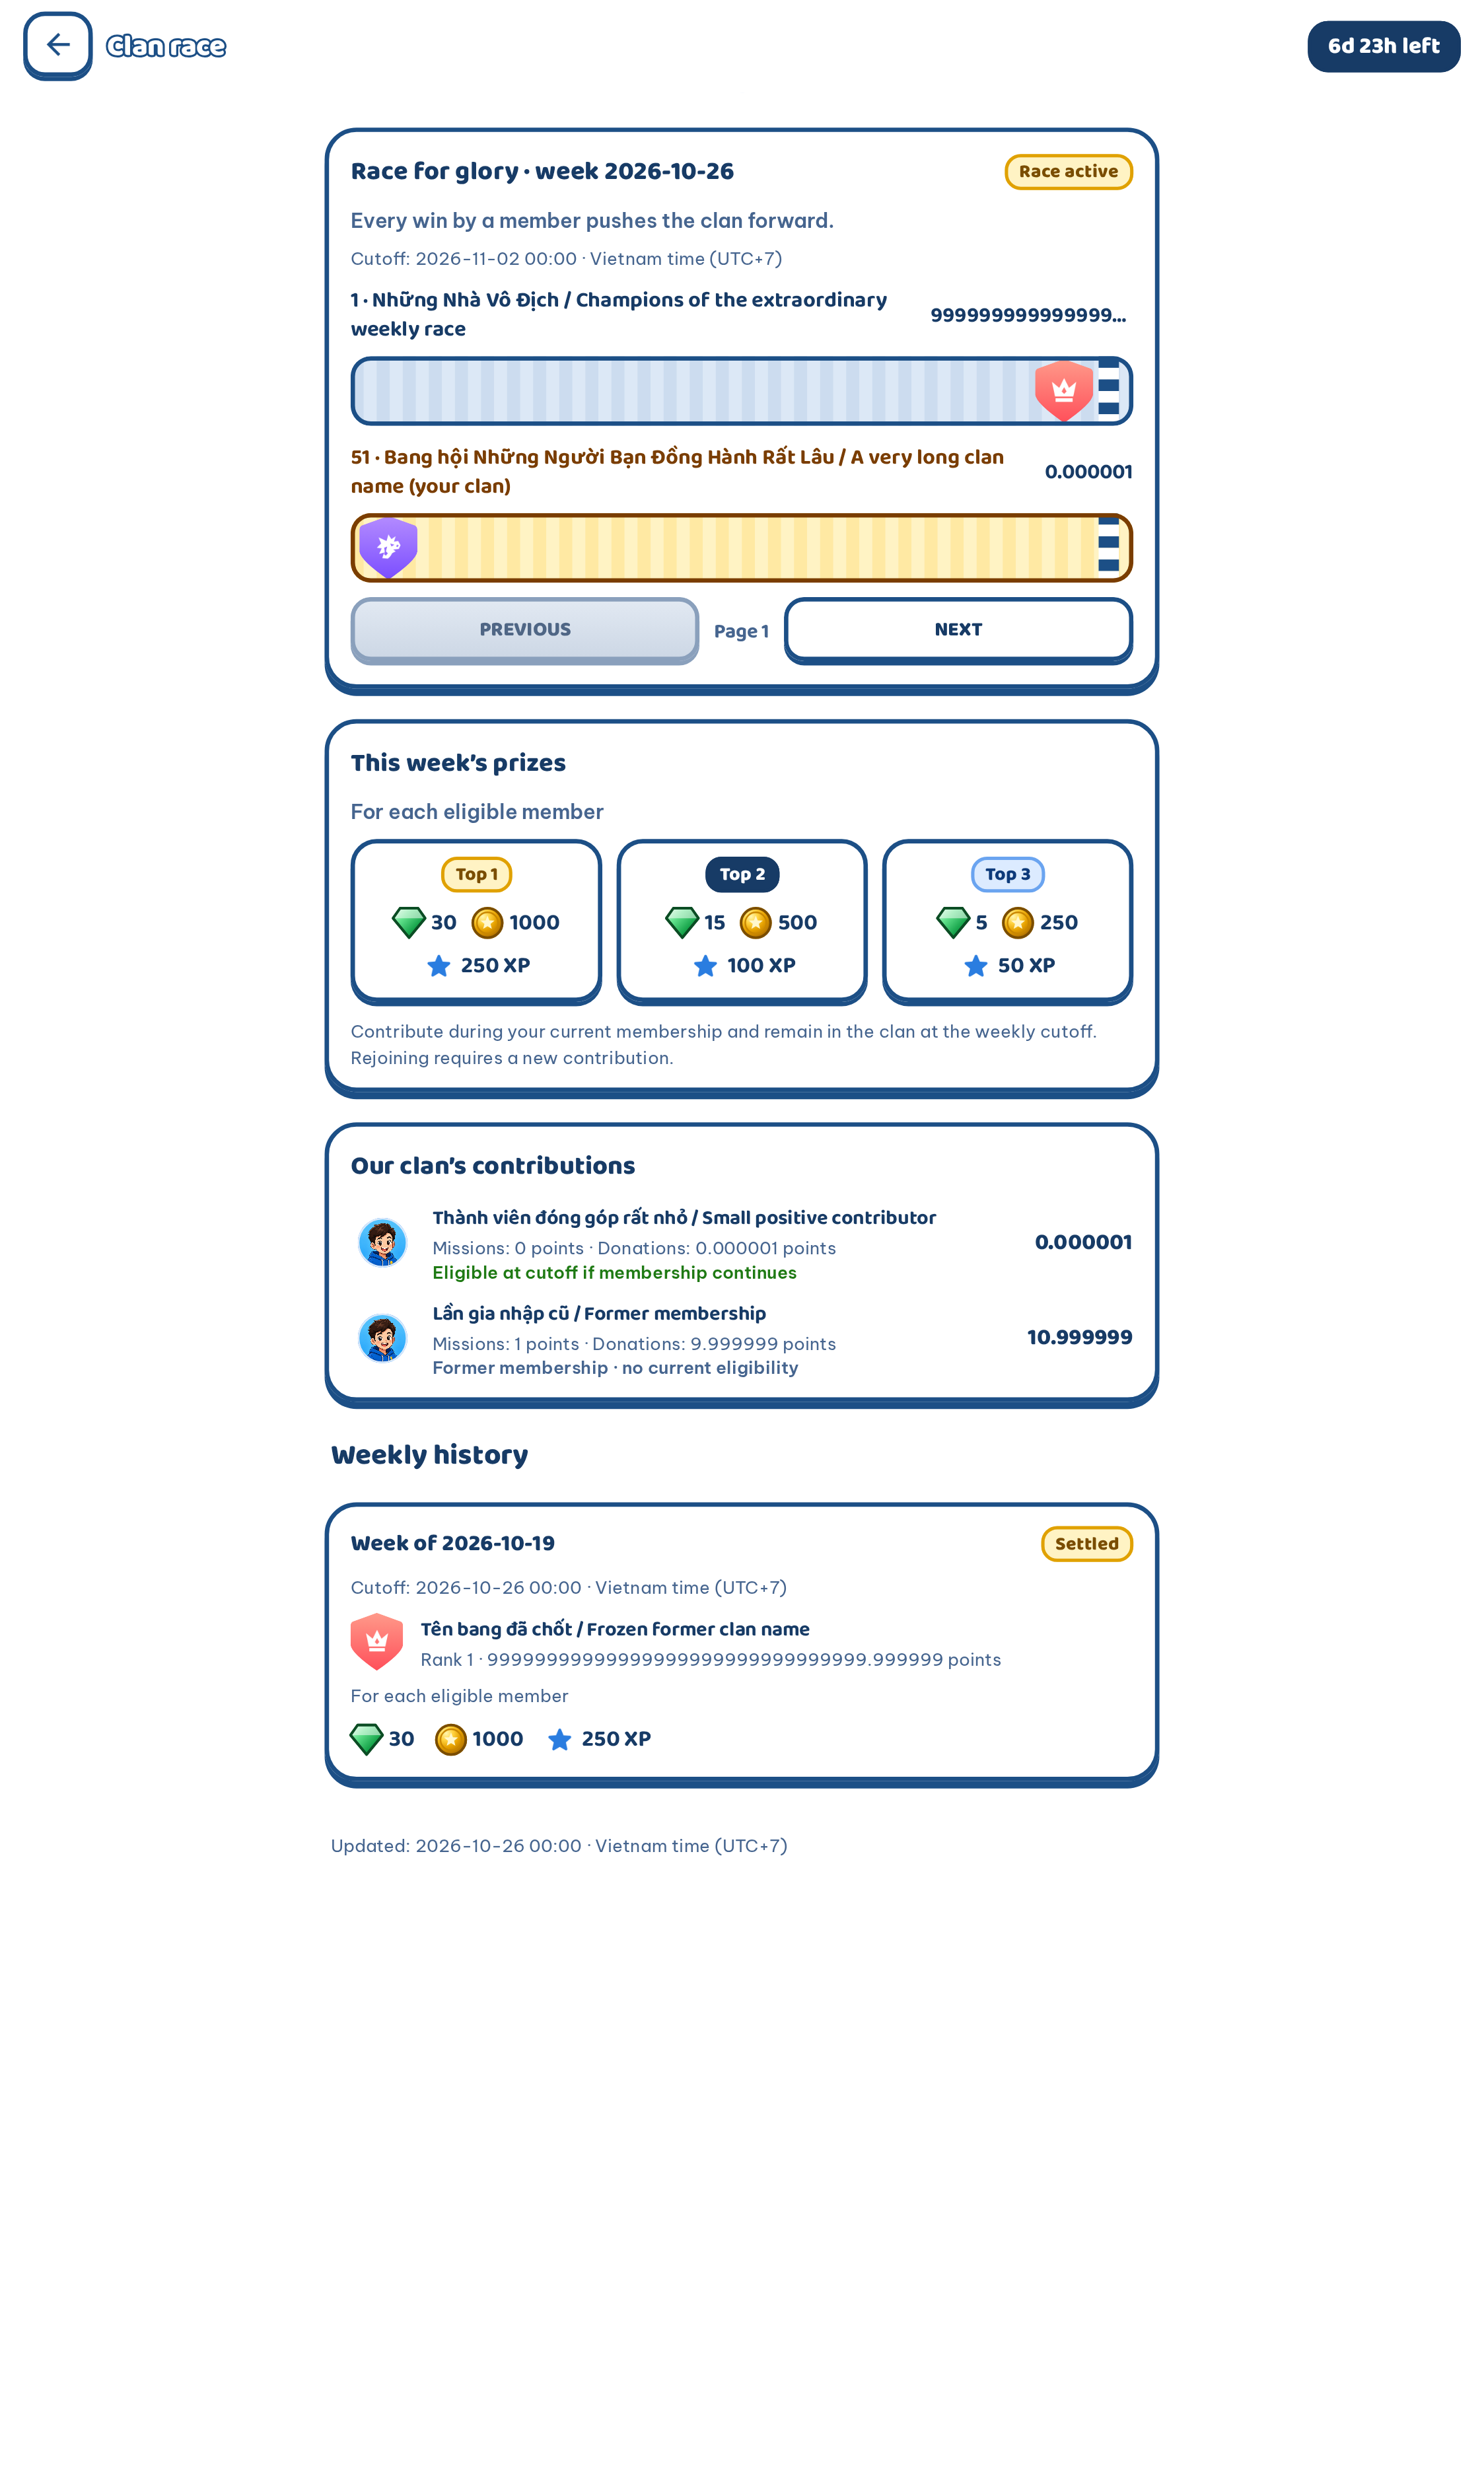 Clan race
6d 23h left
Race for glory · week 2026-10-26
Race active
Every win by a member pushes the clan forward.
Cutoff: 2026-11-02 00:00 · Vietnam time (UTC+7)
1 · Những Nhà Vô Địch / Champions of the extraordinary
weekly race
999999999999999...
51 · Bang hội Những Người Bạn Đồng Hành Rất Lâu / A very long clan
name (your clan)
0.000001
PREVIOUS
Page 1
NEXT
This week's prizes
For each eligible member
Top 1
30 1000
250 XP
Top 2
15 500
100 XP
Top 3
5 250
50 XP
Contribute during your current membership and remain in the clan at the weekly cutoff.
Rejoining requires a new contribution.
Our clan's contributions
Thành viên đóng góp rất nhỏ / Small positive contributor
Missions: 0 points · Donations: 0.000001 points
Eligible at cutoff if membership continues
0.000001
Lần gia nhập cũ / Former membership
Missions: 1 points · Donations: 9.999999 points
Former membership · no current eligibility
10.999999
Weekly history
Week of 2026-10-19
Settled
Cutoff: 2026-10-26 00:00 · Vietnam time (UTC+7)
Tên bang đã chốt / Frozen former clan name
Rank 1 · 99999999999999999999999999999999.999999 points
For each eligible member
30 1000 250 XP
Updated: 2026-10-26 00:00 · Vietnam time (UTC+7)